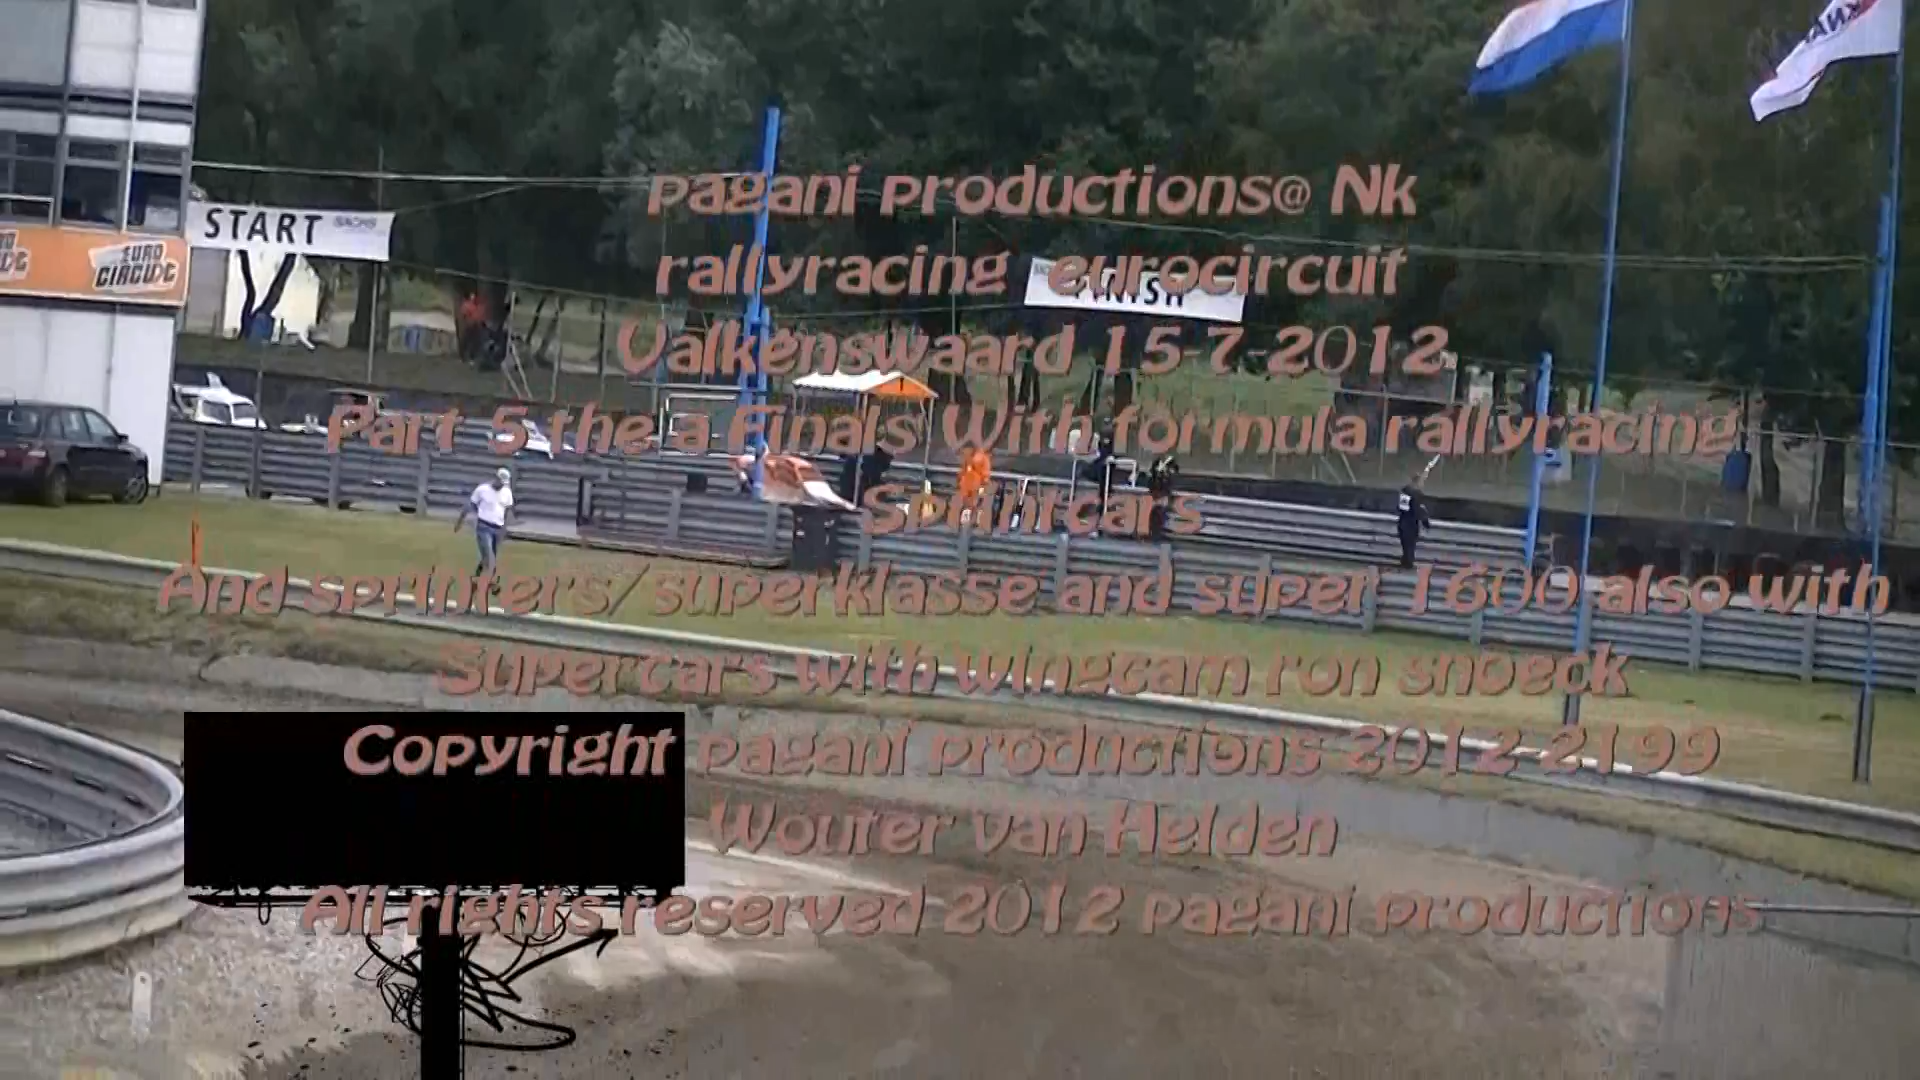 pagani productions@ Nk
rallyracing eurocircuit
Valkenswaard 15-7-2012
Part 5 the a Finals With formula rallyracing
Sprintcars
And sprinters/superklasse and super 1600 also with
Supercars with wingcam ron snoeck
Copyright pagani productions 2012-2199
Wouter van Helden
All rights reserved 2012 pagani productions
START SACHS
EURO
CIRCUIT
FINISH